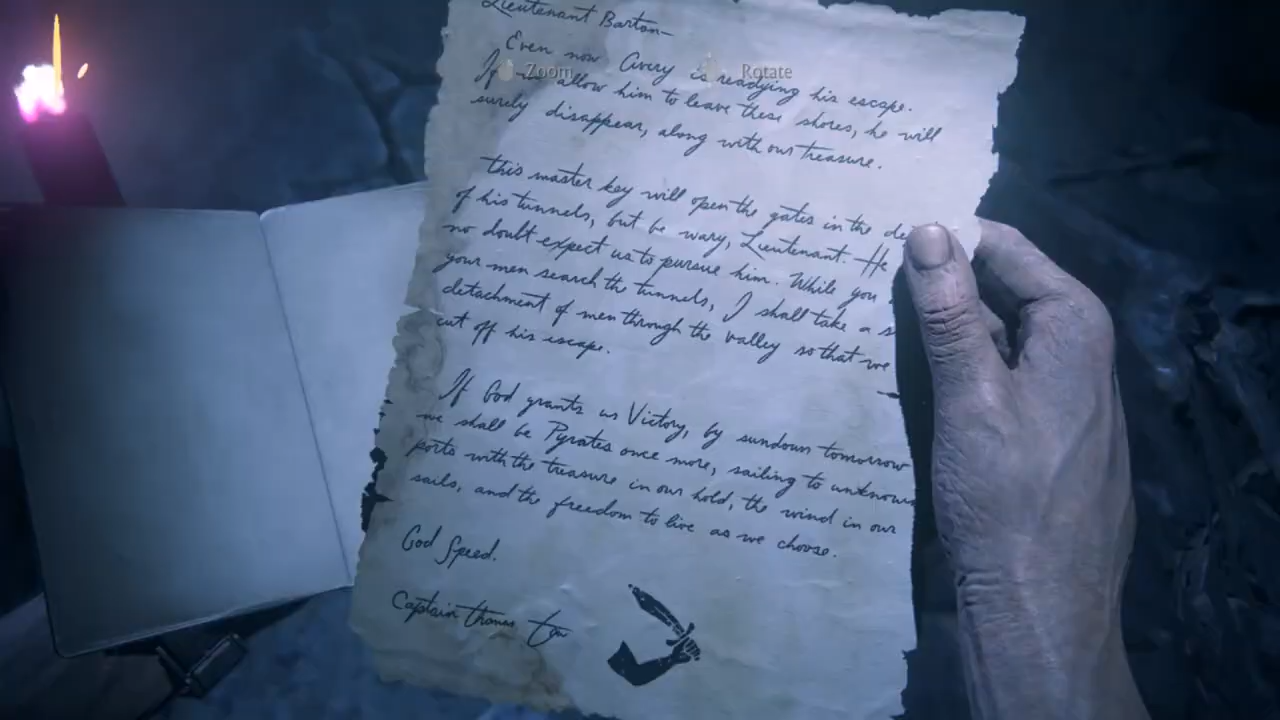 Lieutenant Barton—
Even now Avery is readying his escape.
If we allow him to leave these shores, he will
surely disappear, along with our treasure.
Zoom Rotate
this master key will open the gates in the
of his tunnels, but be wary, Lieutenant. He
no doubt expect us to pursue him. While you
your men search the tunnels, I shall take a
detachment of men through the valley so that we
cut off his escape.
If God grants us Victory, by sundown tomorrow
we shall be Pyrates once more, sailing to unknown
ports with the treasure in our hold, the wind in our
sails, and the freedom to live as we choose.
God Speed.
Captain thomas Tew